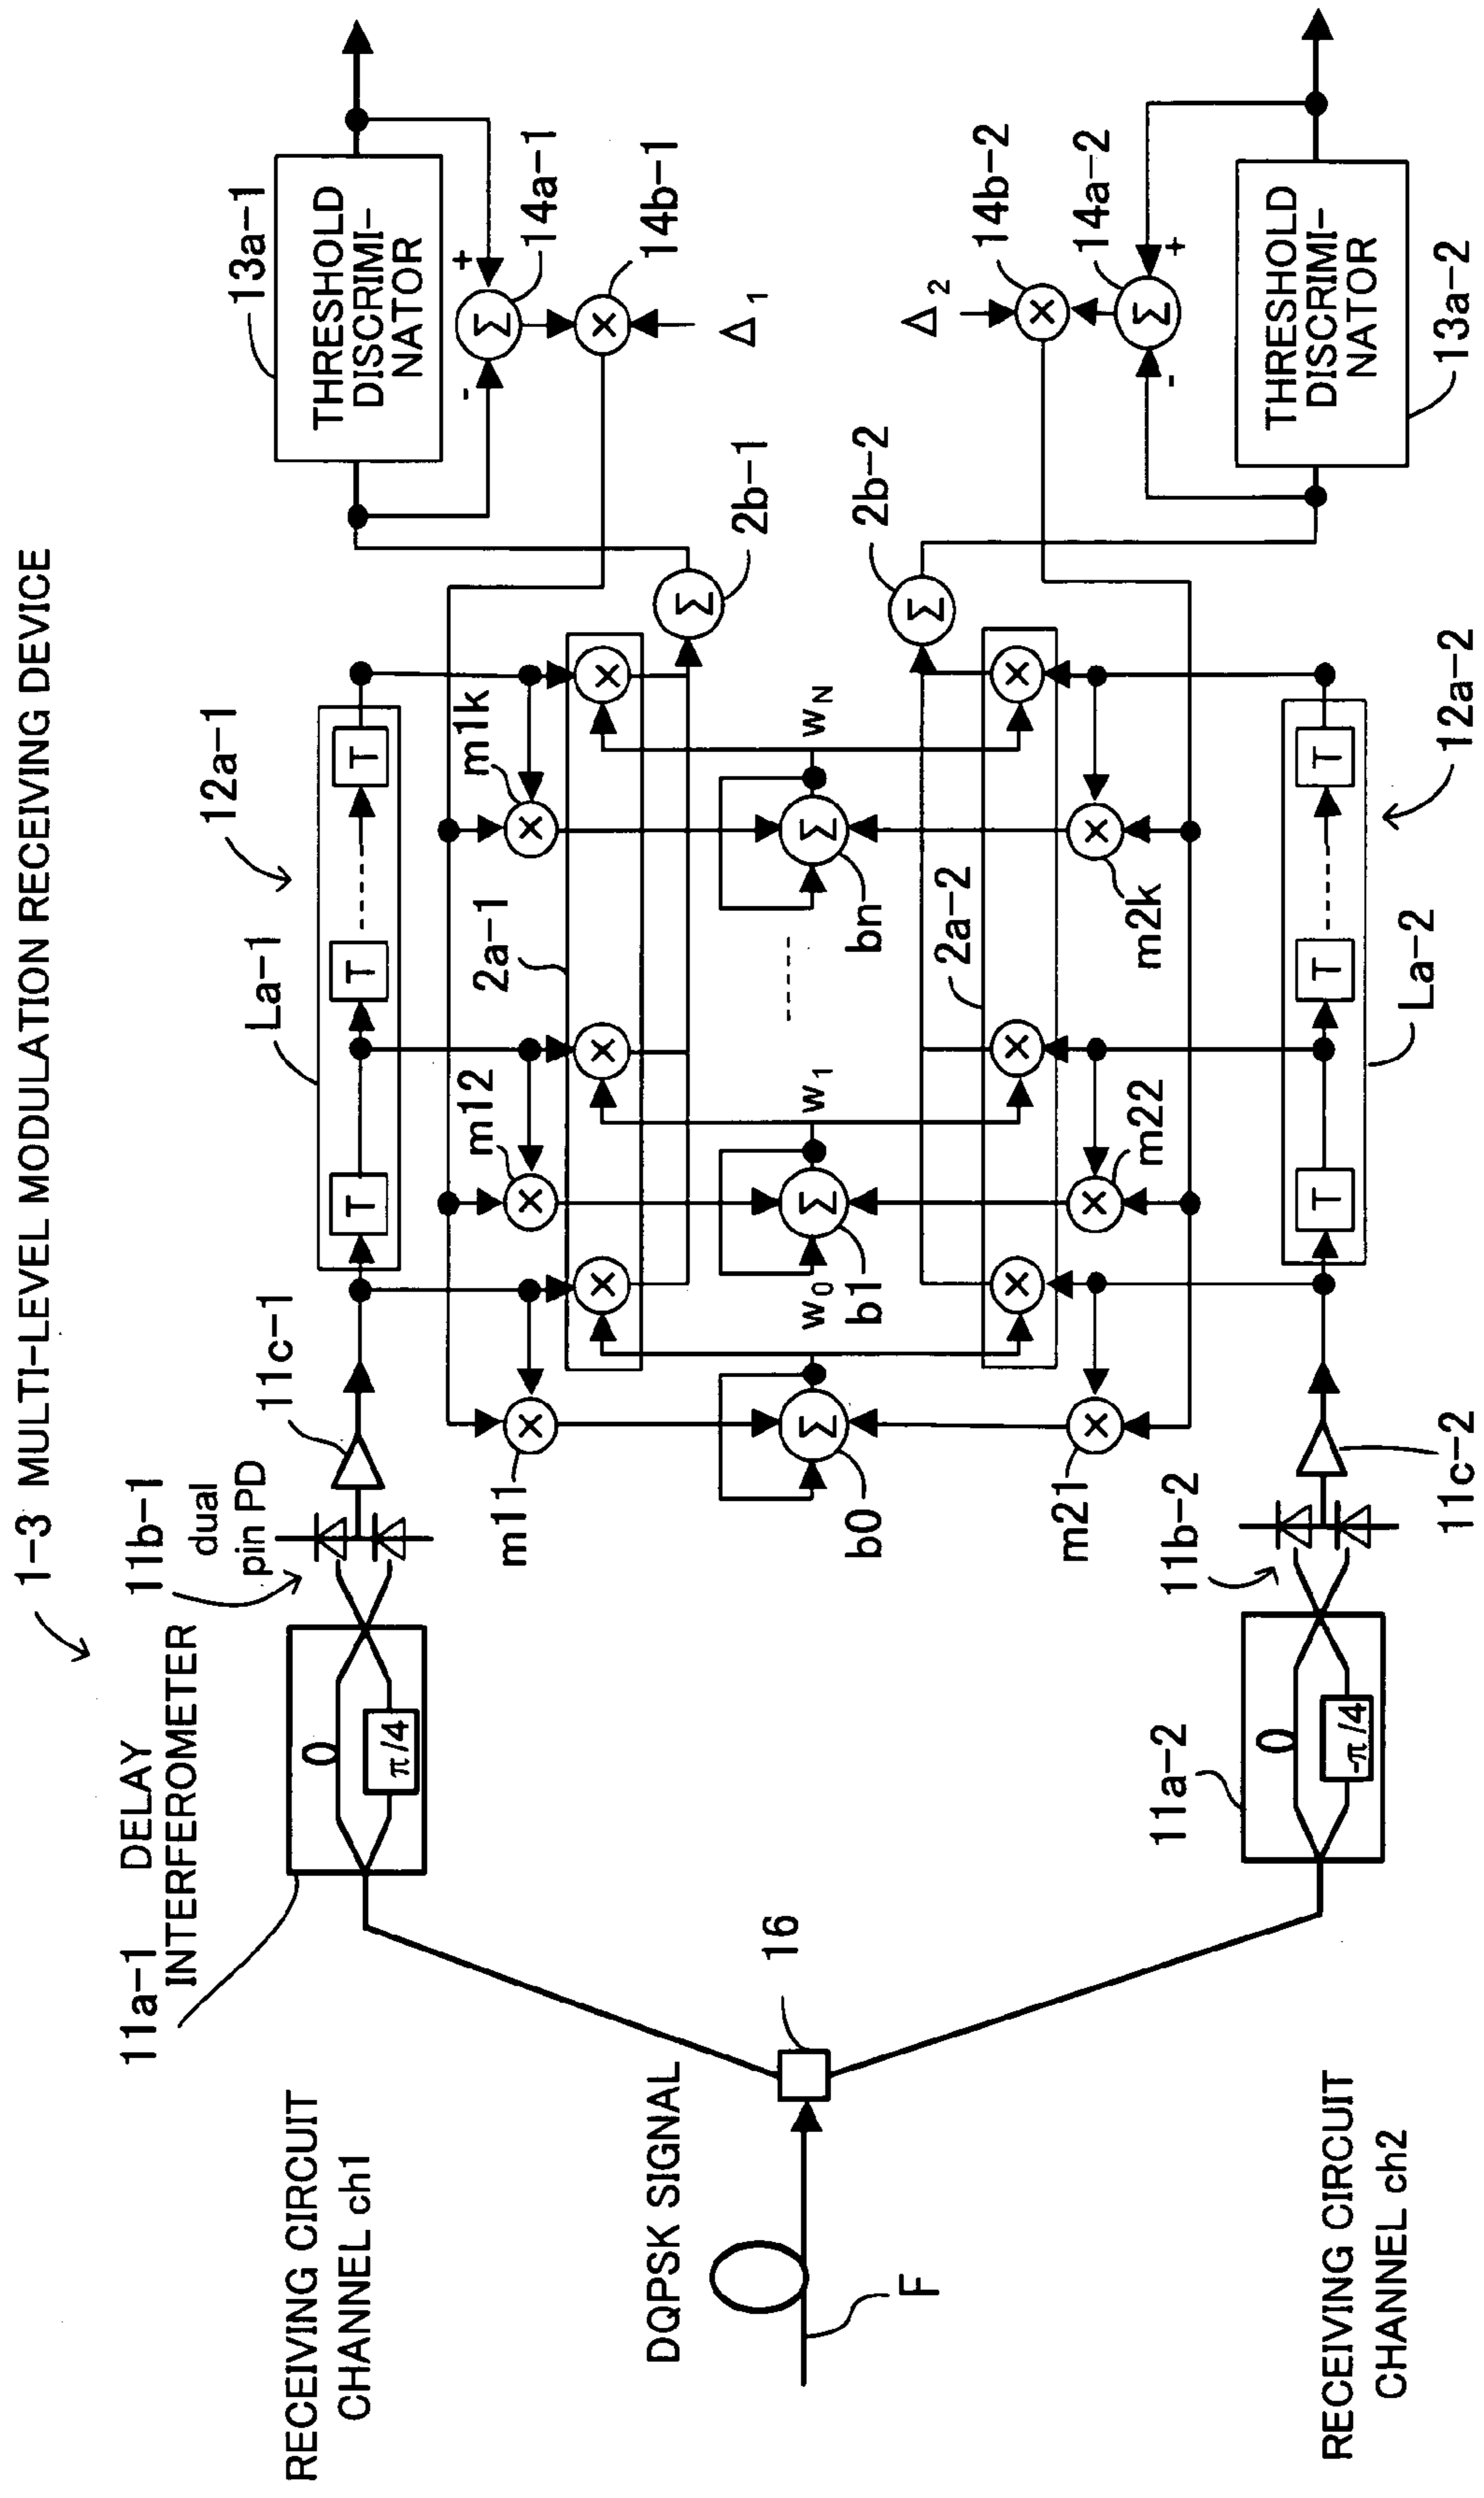 1-3 MULTI-LEVEL MODULATION RECEIVING DEVICE
11a-1 DELAY
INTERFEROMETER
11b-1
dual
pin PD
11c-1
La-1
12a-1
13a-1
THRESHOLD
DISCRIMI-
NATOR
RECEIVING CIRCUIT
CHANNEL ch1
0
π/4
T
T
T
+
-
Σ
14a-1
×
14b-1
Δ1
m11
m12
m1k
2a-1
×
×
×
×
×
×
Σ
2b-1
DQPSK SIGNAL
16
F
b0
w0
b1
w1
bn
wN
Σ
Σ
Σ
2b-2
Σ
2a-2
×
×
×
×
×
×
m21
m22
m2k
Δ2
14b-2
×
14a-2
Σ
+
-
11a-2
0
-π/4
11b-2
11c-2
T
T
T
La-2
12a-2
THRESHOLD
DISCRIMI-
NATOR
13a-2
RECEIVING CIRCUIT
CHANNEL ch2